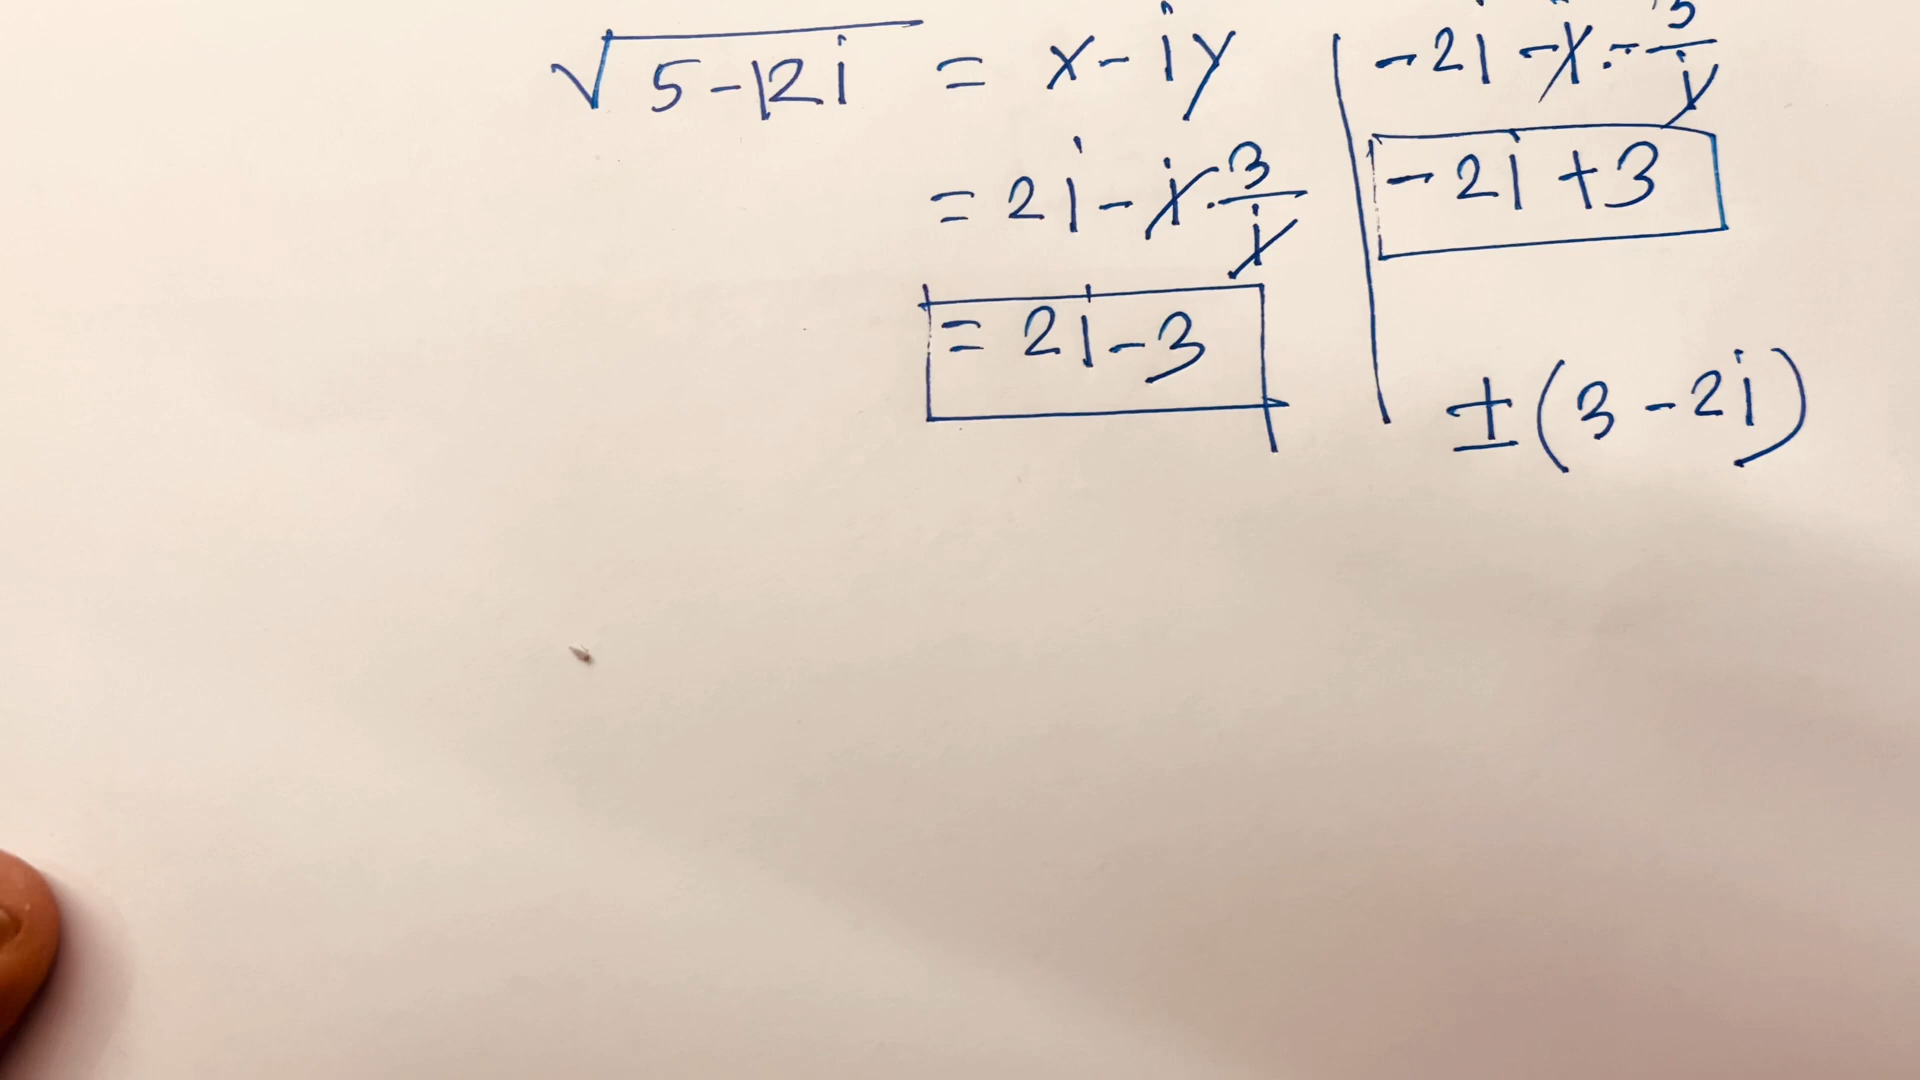 √(5-12i) = x-iy
= 2i-i·3/i
= 2i-3
-2i-i·-3/i
-2i+3
±(3-2i)